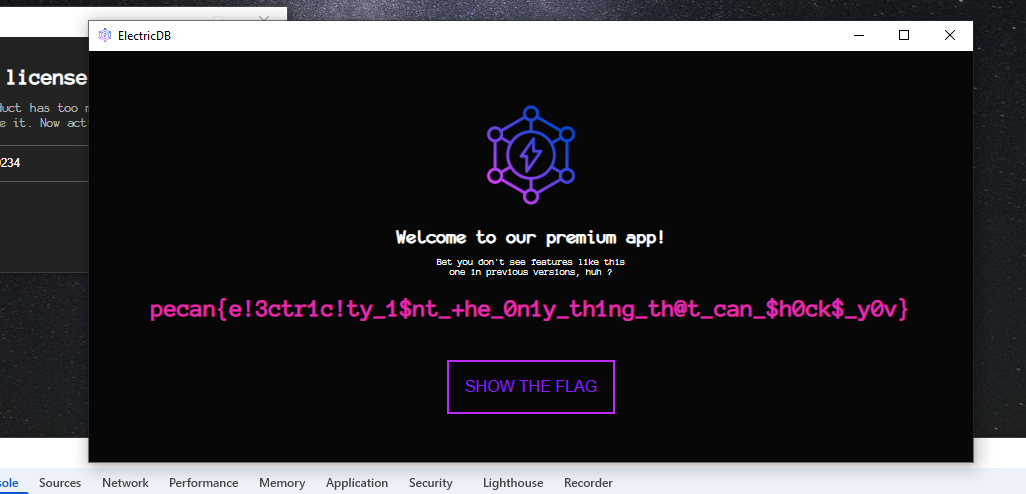 ElectricDB
license
duct has too
e it. Now act
0234
Welcome to our premium app!
Bet you don't see features like this
one in previous versions, huh ?
pecan{e!3ctr1c!ty_1$nt_+he_0n1y_th1ng_th@t_can_$h0ck$_y0v}
SHOW THE FLAG
sole Sources Network Performance Memory Application Security Lighthouse Recorder